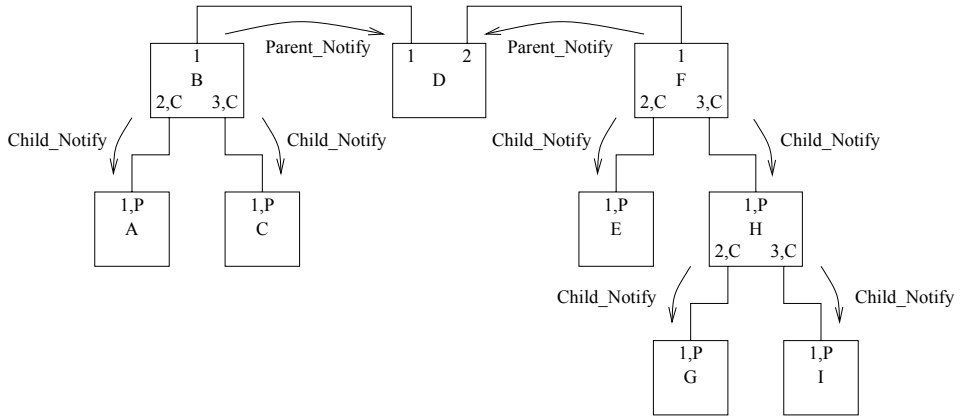 1
B
2,C 3,C
Parent_Notify
1 2
D
Parent_Notify
1
F
2,C 3,C
Child_Notify
Child_Notify
Child_Notify
Child_Notify
1,P
A
1,P
C
1,P
E
1,P
H
2,C 3,C
Child_Notify
Child_Notify
1,P
G
1,P
I